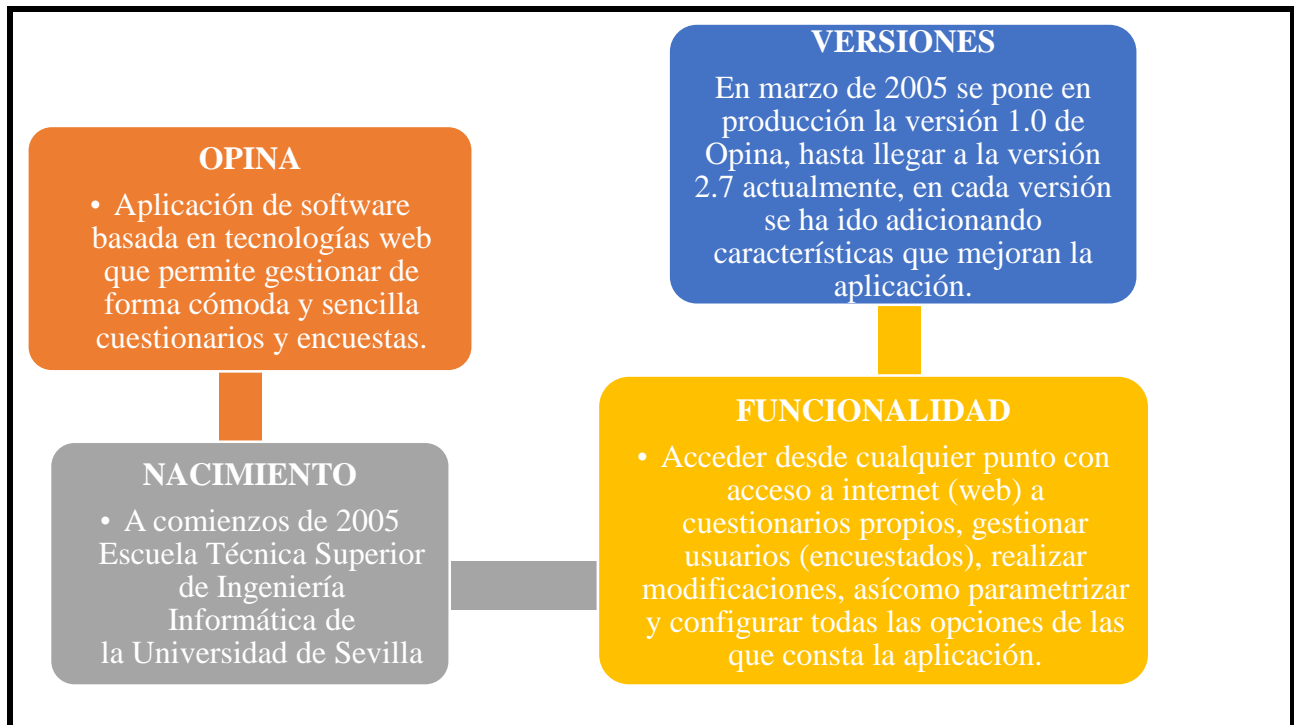 OPINA
• Aplicación de software
basada en tecnologías web
que permite gestionar de
forma cómoda y sencilla
cuestionarios y encuestas.
NACIMIENTO
• A comienzos de 2005
Escuela Técnica Superior
de Ingeniería
Informática de
la Universidad de Sevilla
FUNCIONALIDAD
• Acceder desde cualquier punto con
acceso a internet (web) a
cuestionarios propios, gestionar
usuarios (encuestados), realizar
modificaciones, asícomo parametrizar
y configurar todas las opciones de las
que consta la aplicación.
VERSIONES
En marzo de 2005 se pone en
producción la versión 1.0 de
Opina, hasta llegar a la versión
2.7 actualmente, en cada versión
se ha ido adicionando
características que mejoran la
aplicación.